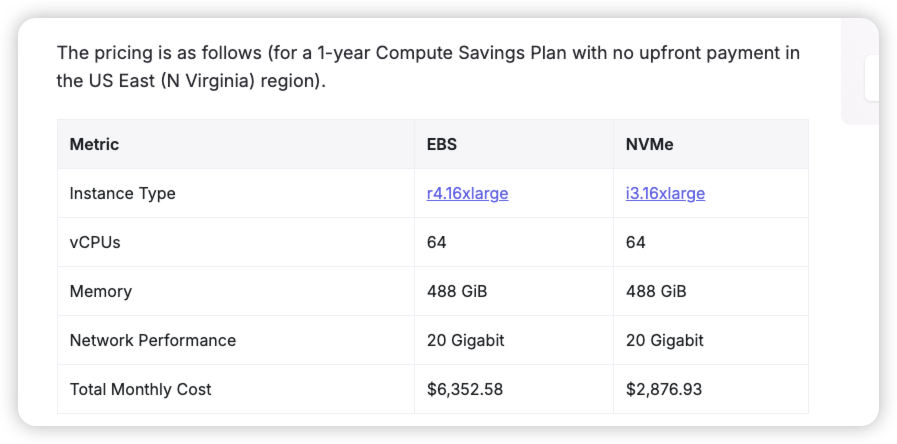 The pricing is as follows (for a 1-year Compute Savings Plan with no upfront payment in
the US East (N Virginia) region).
Metric EBS NVMe
Instance Type r4.16xlarge i3.16xlarge
vCPUs 64 64
Memory 488 GiB 488 GiB
Network Performance 20 Gigabit 20 Gigabit
Total Monthly Cost $6,352.58 $2,876.93